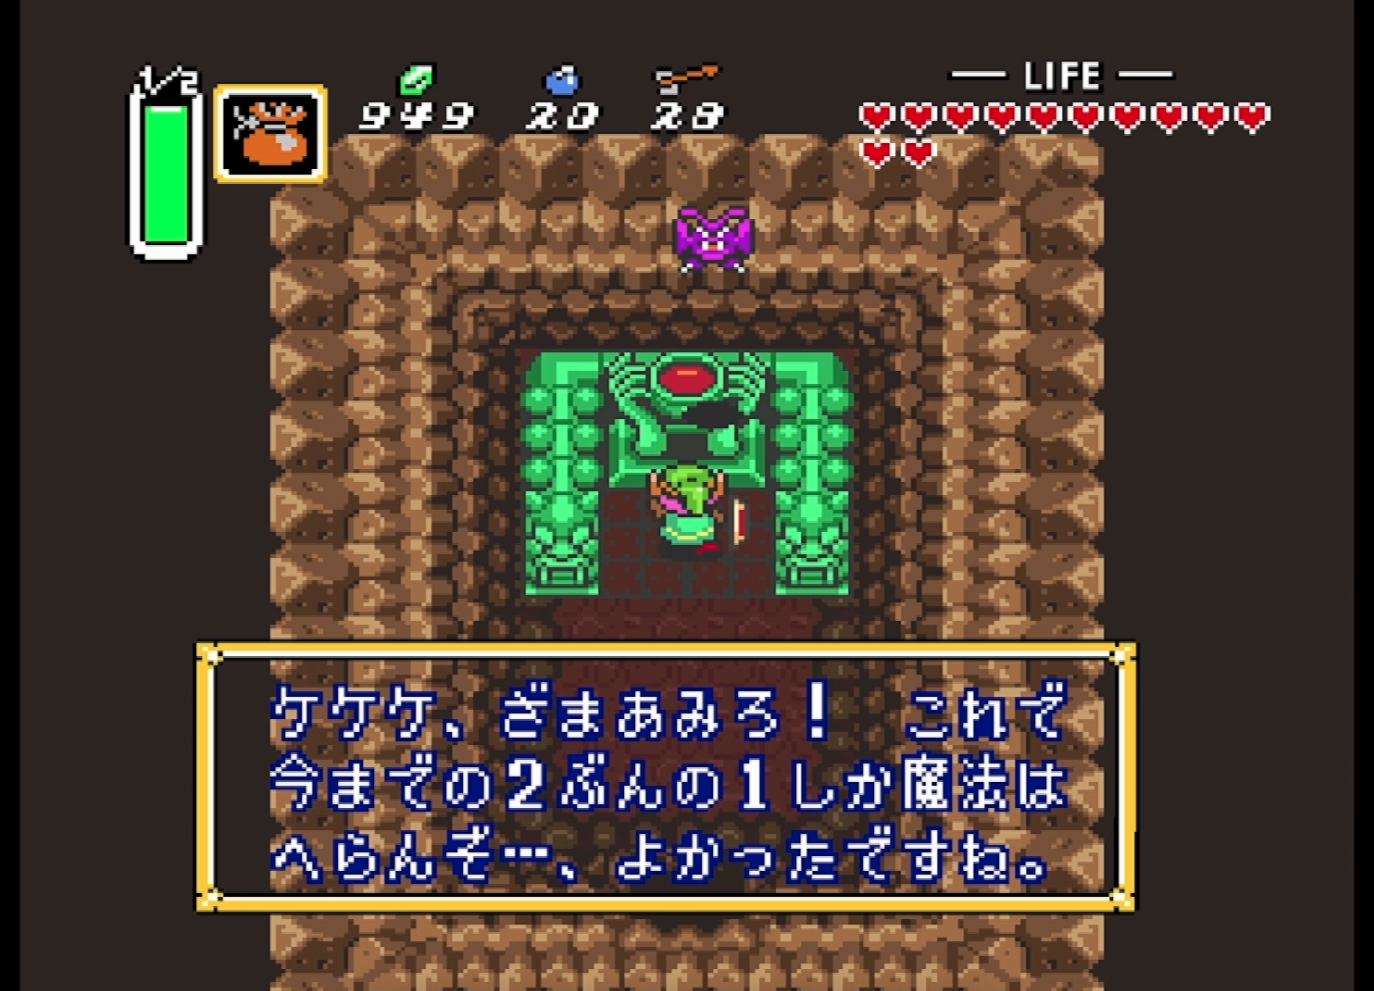 1/2
949 20 28
— LIFE —
ケケケ、ざまあみろ! これで
今までの2ぶんの1しか魔法は
へらんぞ…、よかったですね。